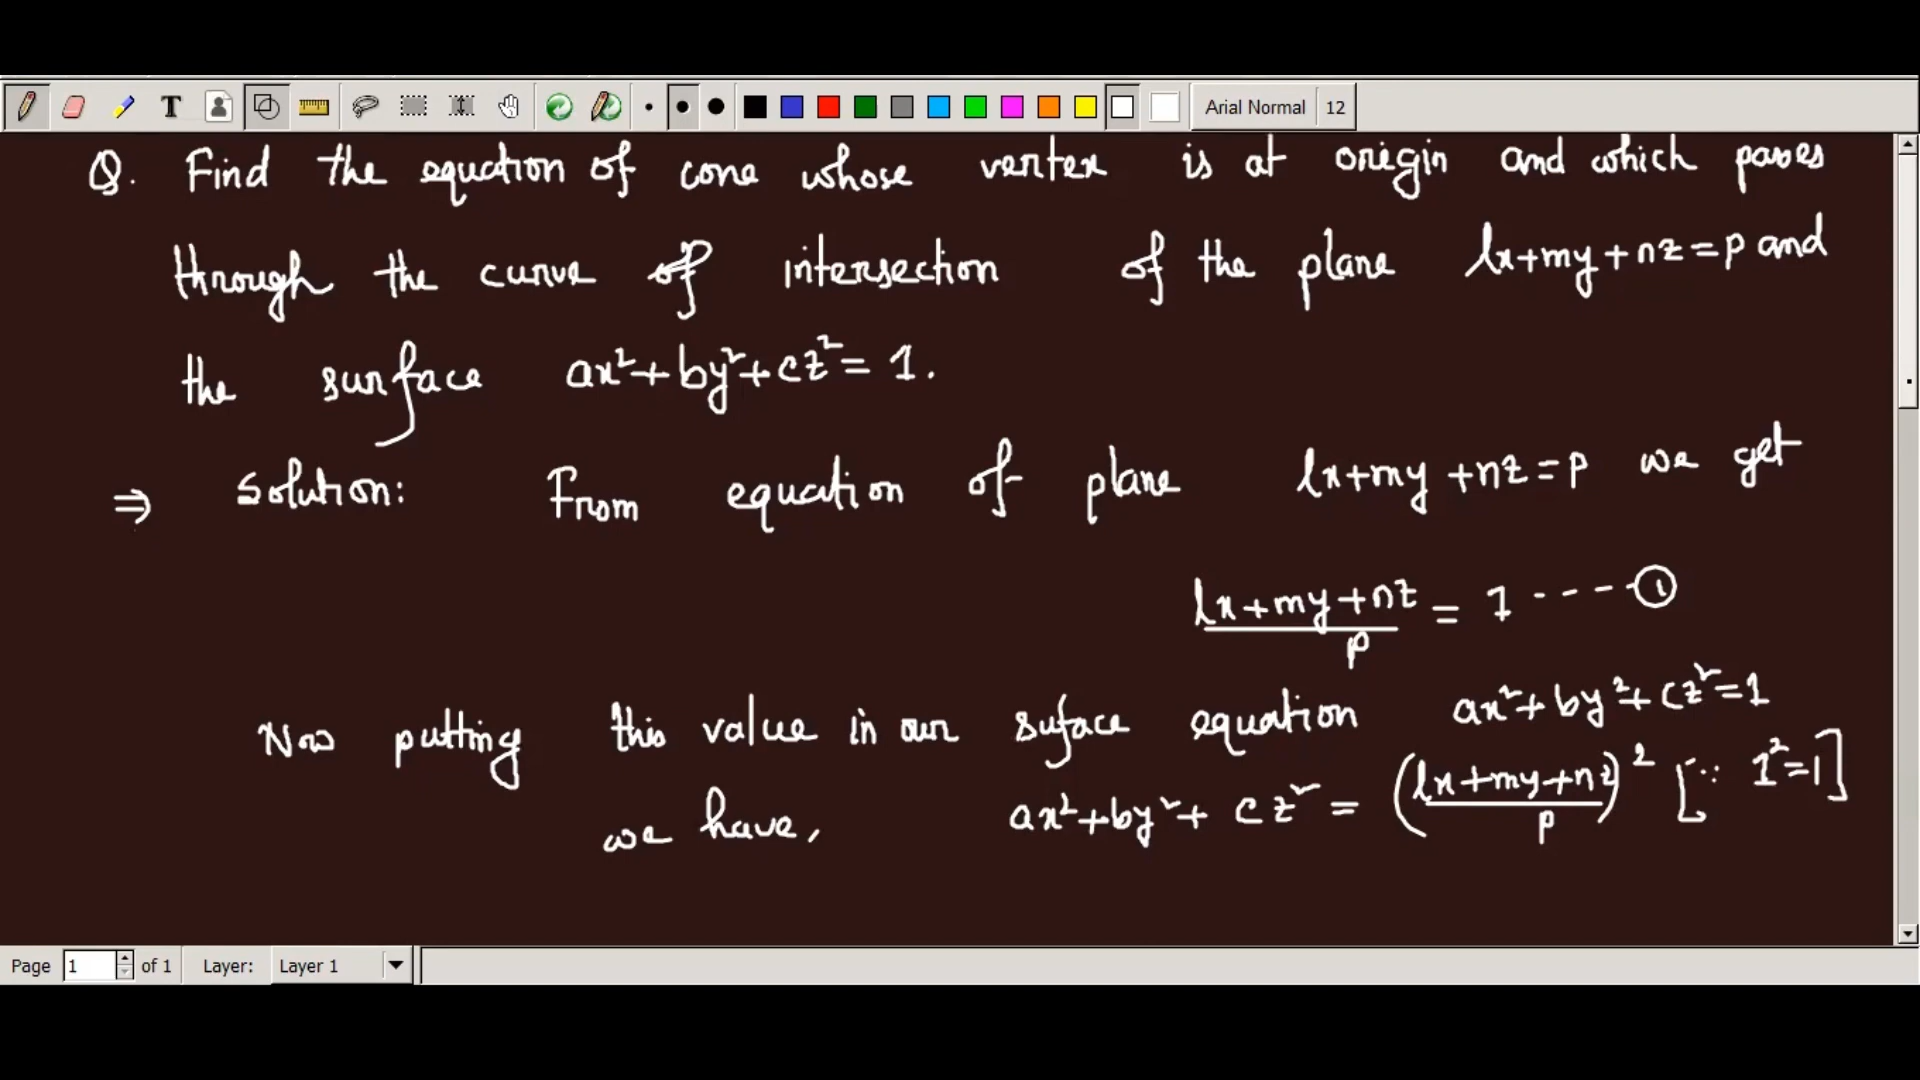 Arial Normal 12
Q. Find the equation of cone whose vertex is at origin and which passes
through the curve of intersection of the plane lx+my+nz=p and
the surface ax²+by²+cz²=1.
⇒ Solution: From equation of plane lx+my+nz=p we get
(lx+my+nz)/p = 1 ----①
Now putting this value in our suface equation ax²+by²+cz²=1
we have, ax²+by²+cz² = ((lx+my+nz)/p)² [∵ 1²=1]
Page 1 of 1 Layer: Layer 1